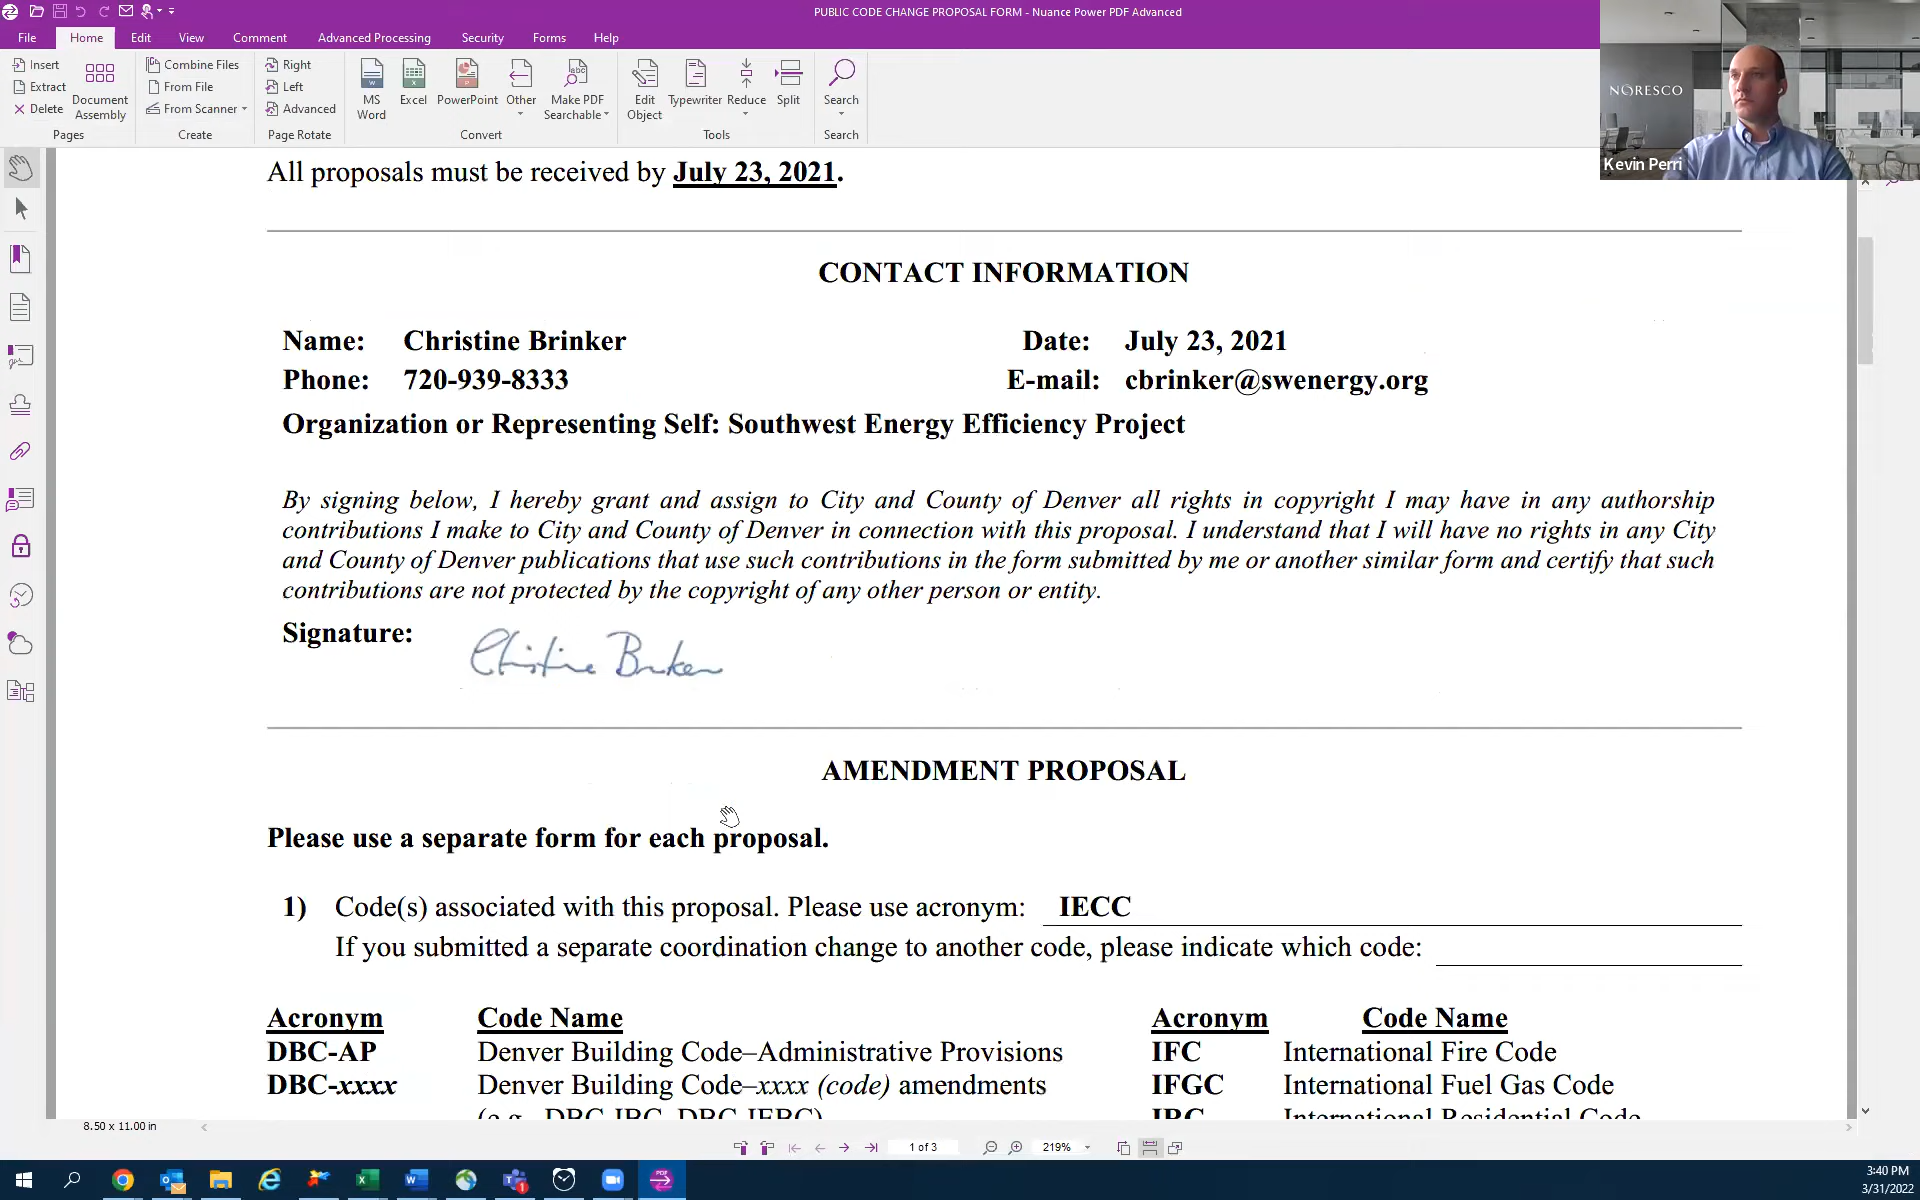 PUBLIC CODE CHANGE PROPOSAL FORM - Nuance Power PDF Advanced
File Home Edit View Comment Advanced Processing Security Forms Help
Insert
Extract
Delete
Document Assembly
Pages
Combine Files
From File
From Scanner
Create
Right
Left
Advanced
Page Rotate
MS Word
Excel
PowerPoint
Other
Make PDF Searchable
Convert
Edit Object
Typewriter
Reduce
Split
Tools
Search
Search
NORESCO
Kevin Perri
All proposals must be received by July 23, 2021.
CONTACT INFORMATION
Name: Christine Brinker Date: July 23, 2021
Phone: 720-939-8333 E-mail: cbrinker@swenergy.org
Organization or Representing Self: Southwest Energy Efficiency Project
By signing below, I hereby grant and assign to City and County of Denver all rights in copyright I may have in any authorship
contributions I make to City and County of Denver in connection with this proposal. I understand that I will have no rights in any City
and County of Denver publications that use such contributions in the form submitted by me or another similar form and certify that such
contributions are not protected by the copyright of any other person or entity.
Signature: Christine Brinker
AMENDMENT PROPOSAL
Please use a separate form for each proposal.
1) Code(s) associated with this proposal. Please use acronym: IECC
If you submitted a separate coordination change to another code, please indicate which code:
Acronym Code Name Acronym Code Name
DBC-AP Denver Building Code–Administrative Provisions IFC International Fire Code
DBC-xxxx Denver Building Code–xxxx (code) amendments IFGC International Fuel Gas Code
(e.g., DBC-IBC, DBC-IEBC) IRC International Residential Code
8.50 x 11.00 in
1 of 3
219%
3:40 PM
3/31/2022